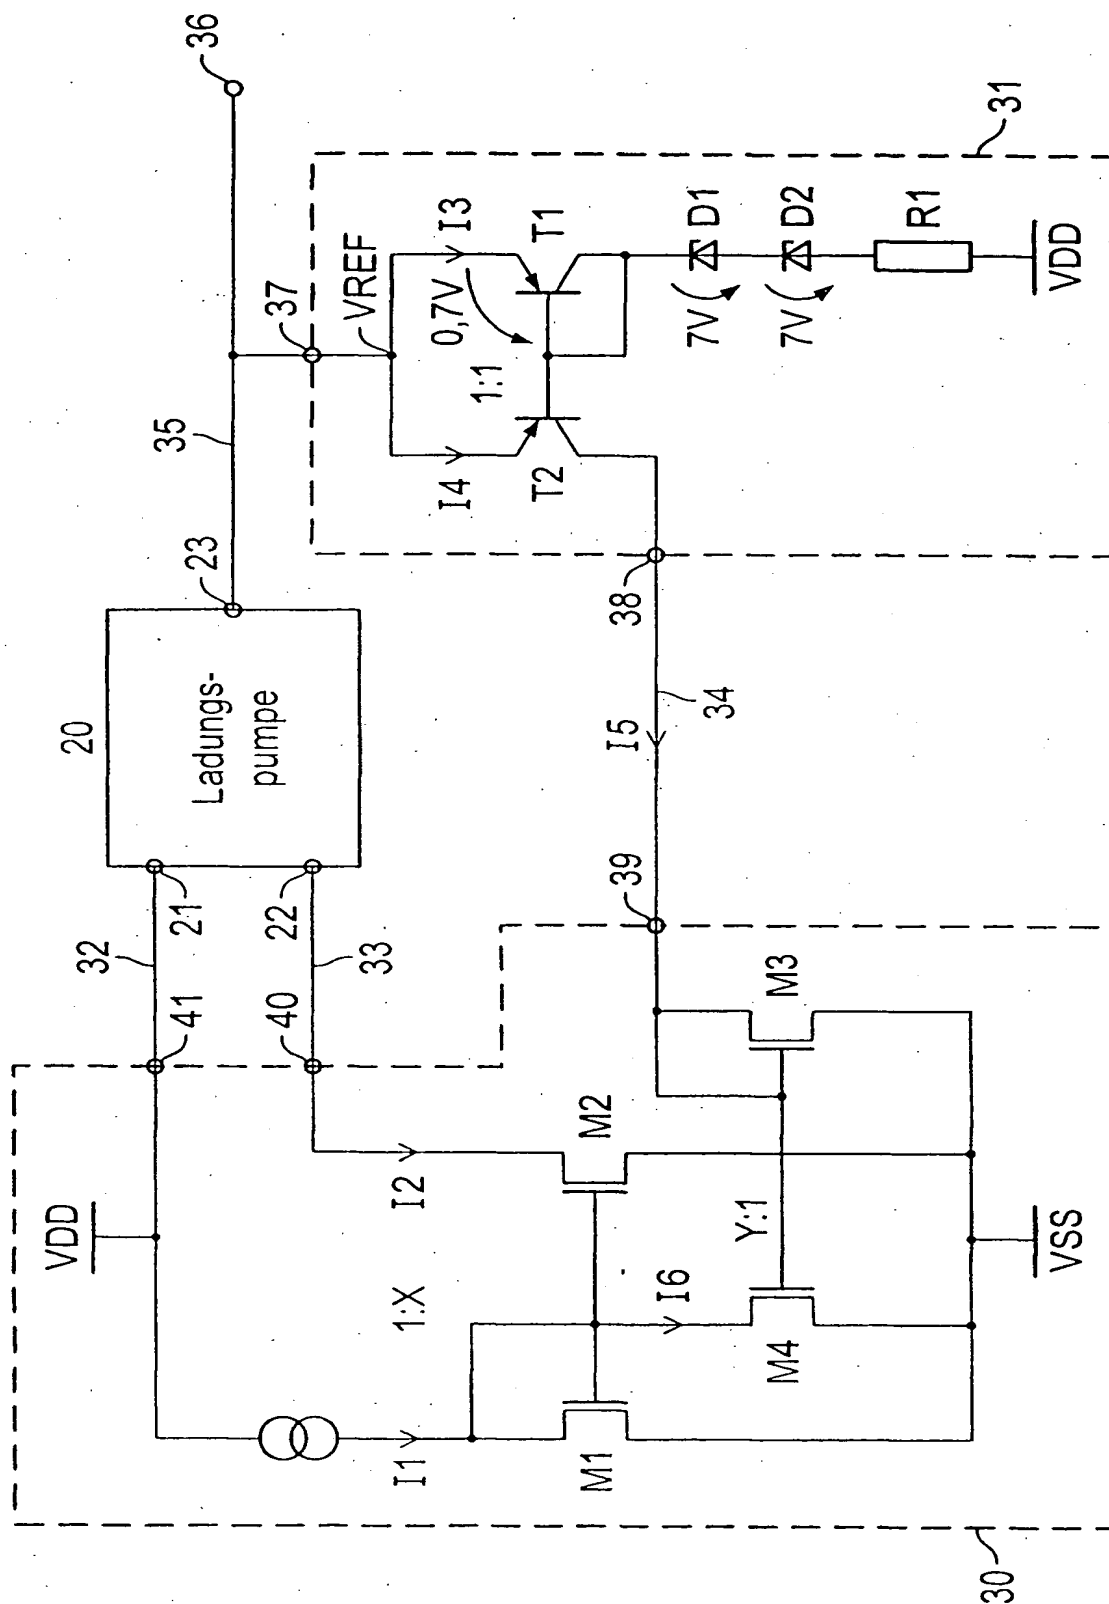 36
31
37
VREF
I3
T1
0,7V
1:1
I4
T2
D1
D2
R1
7V
7V
VDD
35
23
20
Ladungs-
pumpe
38
34
I5
39
21
22
32
33
41
40
VDD
I2
M2
M3
1:X
Y:1
I6
M4
VSS
I1
M1
30